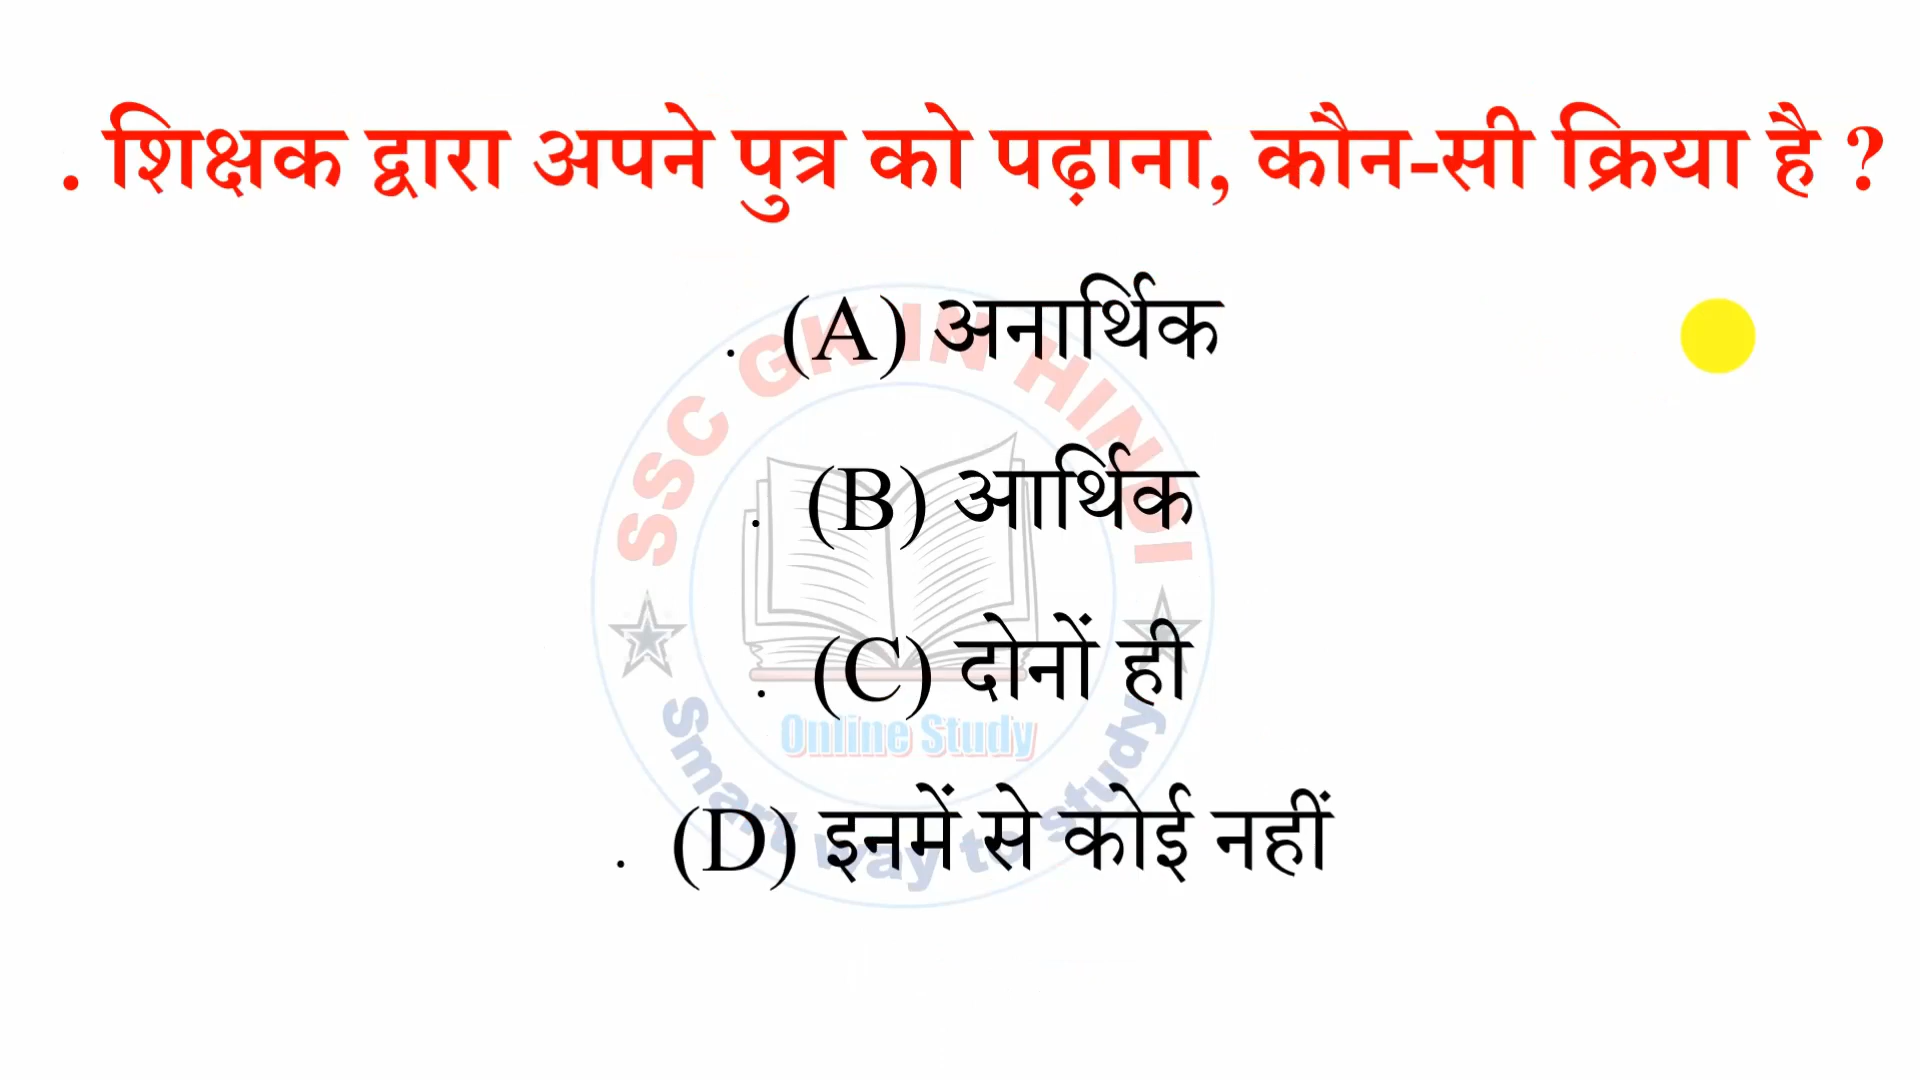 . शिक्षक द्वारा अपने पुत्र को पढ़ाना, कौन-सी क्रिया है ?
. (A) अनार्थिक
. (B) आर्थिक
. (C) दोनों ही
. (D) इनमें से कोई नहीं
SSC GK IN HINDI
Online Study
Smart way to study